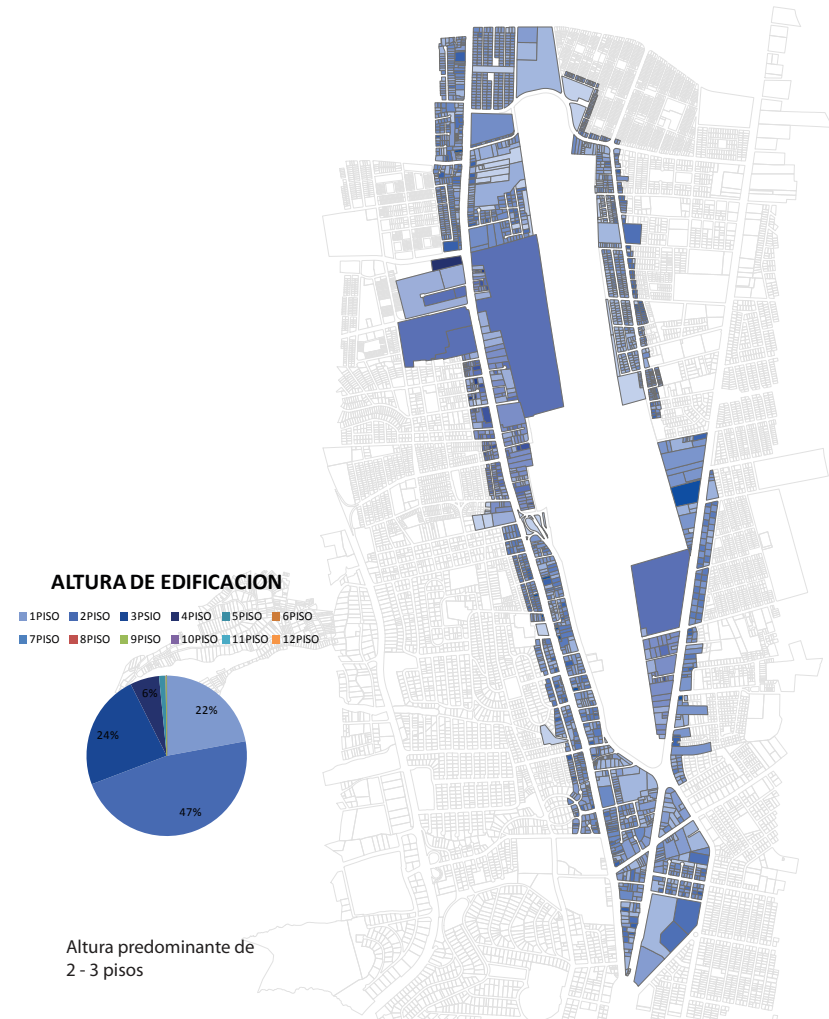 ALTURA DE EDIFICACION
1PISO 2PISO 3PSIO 4PISO 5PISO 6PISO
7PISO 8PISO 9PISO 10PISO 11PISO 12PISO
6%
22%
24%
47%
Altura predominante de
2 - 3 pisos